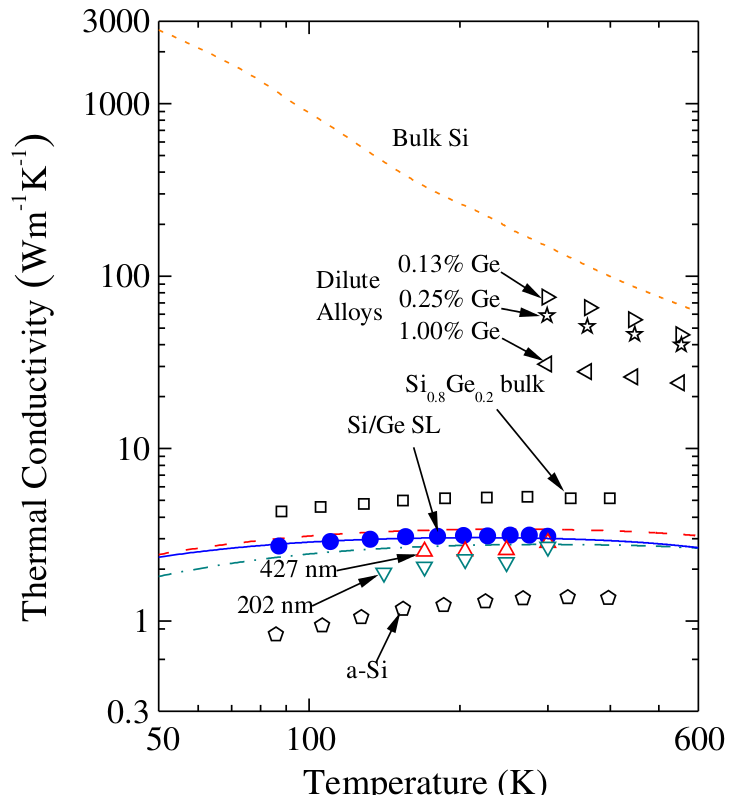 3000
1000
100
10
1
0.3
50
100
600
Thermal Conductivity (Wm⁻¹K⁻¹)
Temperature (K)
Bulk Si
Dilute
Alloys
0.13% Ge
0.25% Ge
1.00% Ge
Si₀.₈Ge₀.₂ bulk
Si/Ge SL
427 nm
202 nm
a-Si